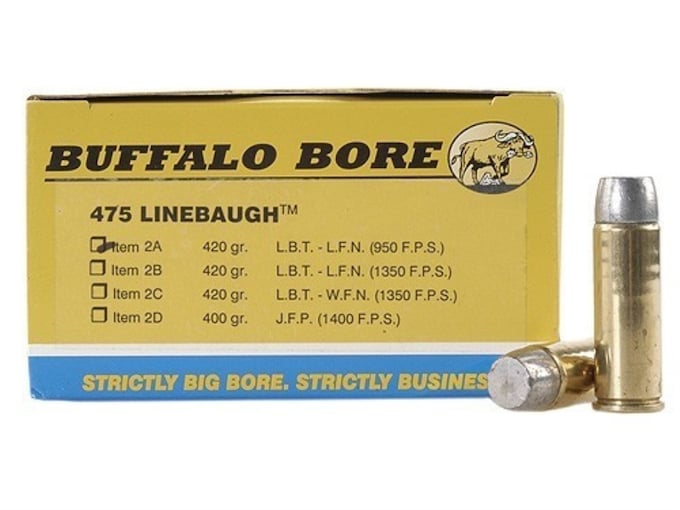 BUFFALO BORE
475 LINEBAUGH™
Item 2A 420 gr. L.B.T. - L.F.N. (950 F.P.S.)
Item 2B 420 gr. L.B.T. - L.F.N. (1350 F.P.S.)
Item 2C 420 gr. L.B.T. - W.F.N. (1350 F.P.S.)
Item 2D 400 gr. J.F.P. (1400 F.P.S.)
STRICTLY BIG BORE. STRICTLY BUSINES